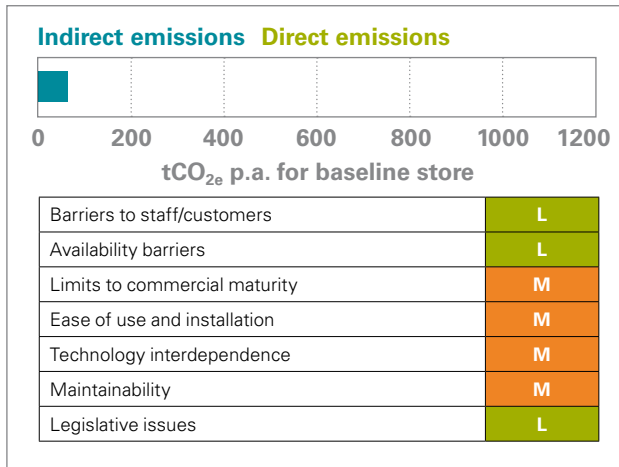 Indirect emissions Direct emissions
0 200 400 600 800 1000 1200
tCO2e p.a. for baseline store
Barriers to staff/customers L
Availability barriers L
Limits to commercial maturity M
Ease of use and installation M
Technology interdependence M
Maintainability M
Legislative issues L